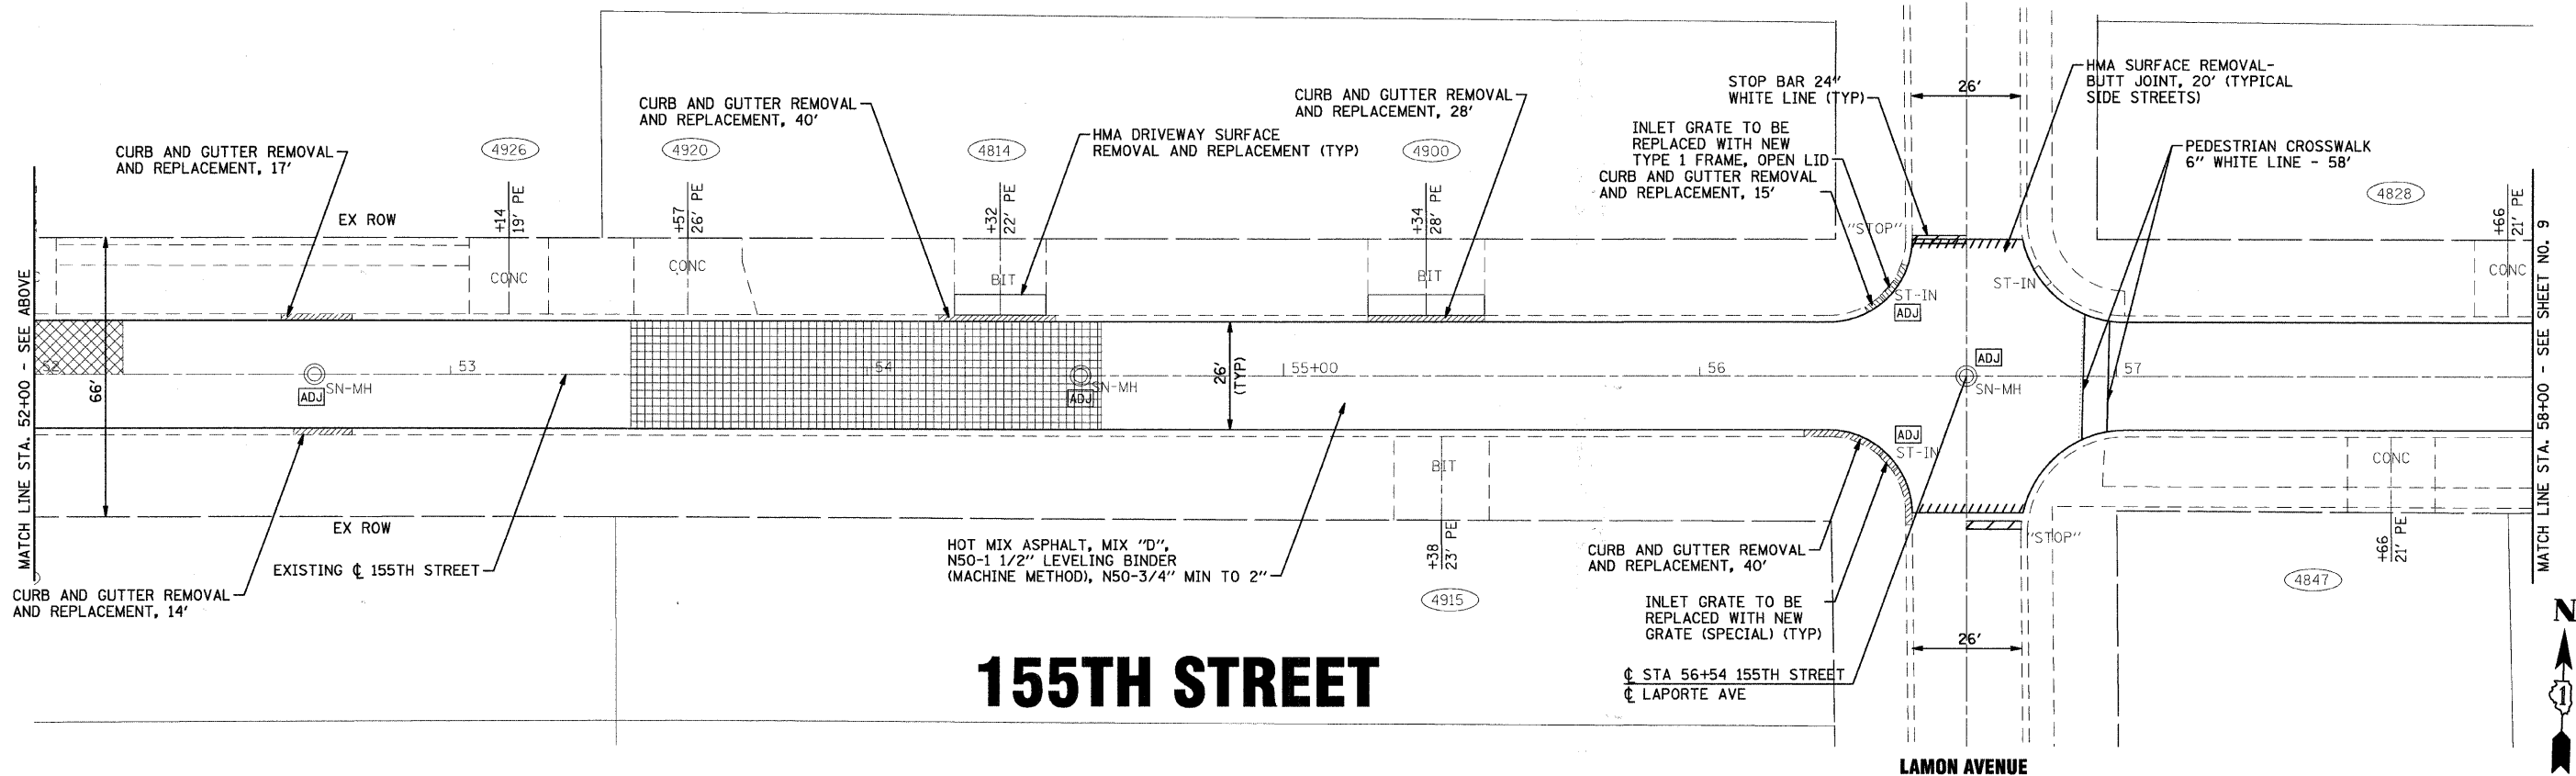 STOP BAR 24"
WHITE LINE (TYP)
26'
HMA SURFACE REMOVAL-
BUTT JOINT, 20' (TYPICAL
SIDE STREETS)
CURB AND GUTTER REMOVAL
AND REPLACEMENT, 40'
CURB AND GUTTER REMOVAL
AND REPLACEMENT, 28'
INLET GRATE TO BE
REPLACED WITH NEW
TYPE 1 FRAME, OPEN LID
CURB AND GUTTER REMOVAL
AND REPLACEMENT, 15'
CURB AND GUTTER REMOVAL
AND REPLACEMENT, 17'
4926
4920
4814
HMA DRIVEWAY SURFACE
REMOVAL AND REPLACEMENT (TYP)
4900
PEDESTRIAN CROSSWALK
6" WHITE LINE - 58'
4828
EX ROW
+14
19' PE
+57
26' PE
+32
22' PE
+34
28' PE
+66
21' PE
"STOP"
CONC
CONC
BIT
BIT
ST-IN
ST-IN
CONC
ADJ
MATCH LINE STA. 52+00 - SEE ABOVE
66'
52
53
54
55+00
56
57
SN-MH
ADJ
SN-MH
ADJ
26'
(TYP)
ADJ
SN-MH
MATCH LINE STA. 58+00 - SEE SHEET NO. 9
ADJ
ST-IN
BIT
CONC
EX ROW
EXISTING ℄ 155TH STREET
CURB AND GUTTER REMOVAL
AND REPLACEMENT, 14'
HOT MIX ASPHALT, MIX "D",
N50-1 1/2" LEVELING BINDER
(MACHINE METHOD), N50-3/4" MIN TO 2"
+38
23' PE
4915
CURB AND GUTTER REMOVAL
AND REPLACEMENT, 40'
"STOP"
+66
21' PE
4847
INLET GRATE TO BE
REPLACED WITH NEW
GRATE (SPECIAL) (TYP)
26'
℄ STA 56+54 155TH STREET
℄ LAPORTE AVE
155TH STREET
LAMON AVENUE
N
1